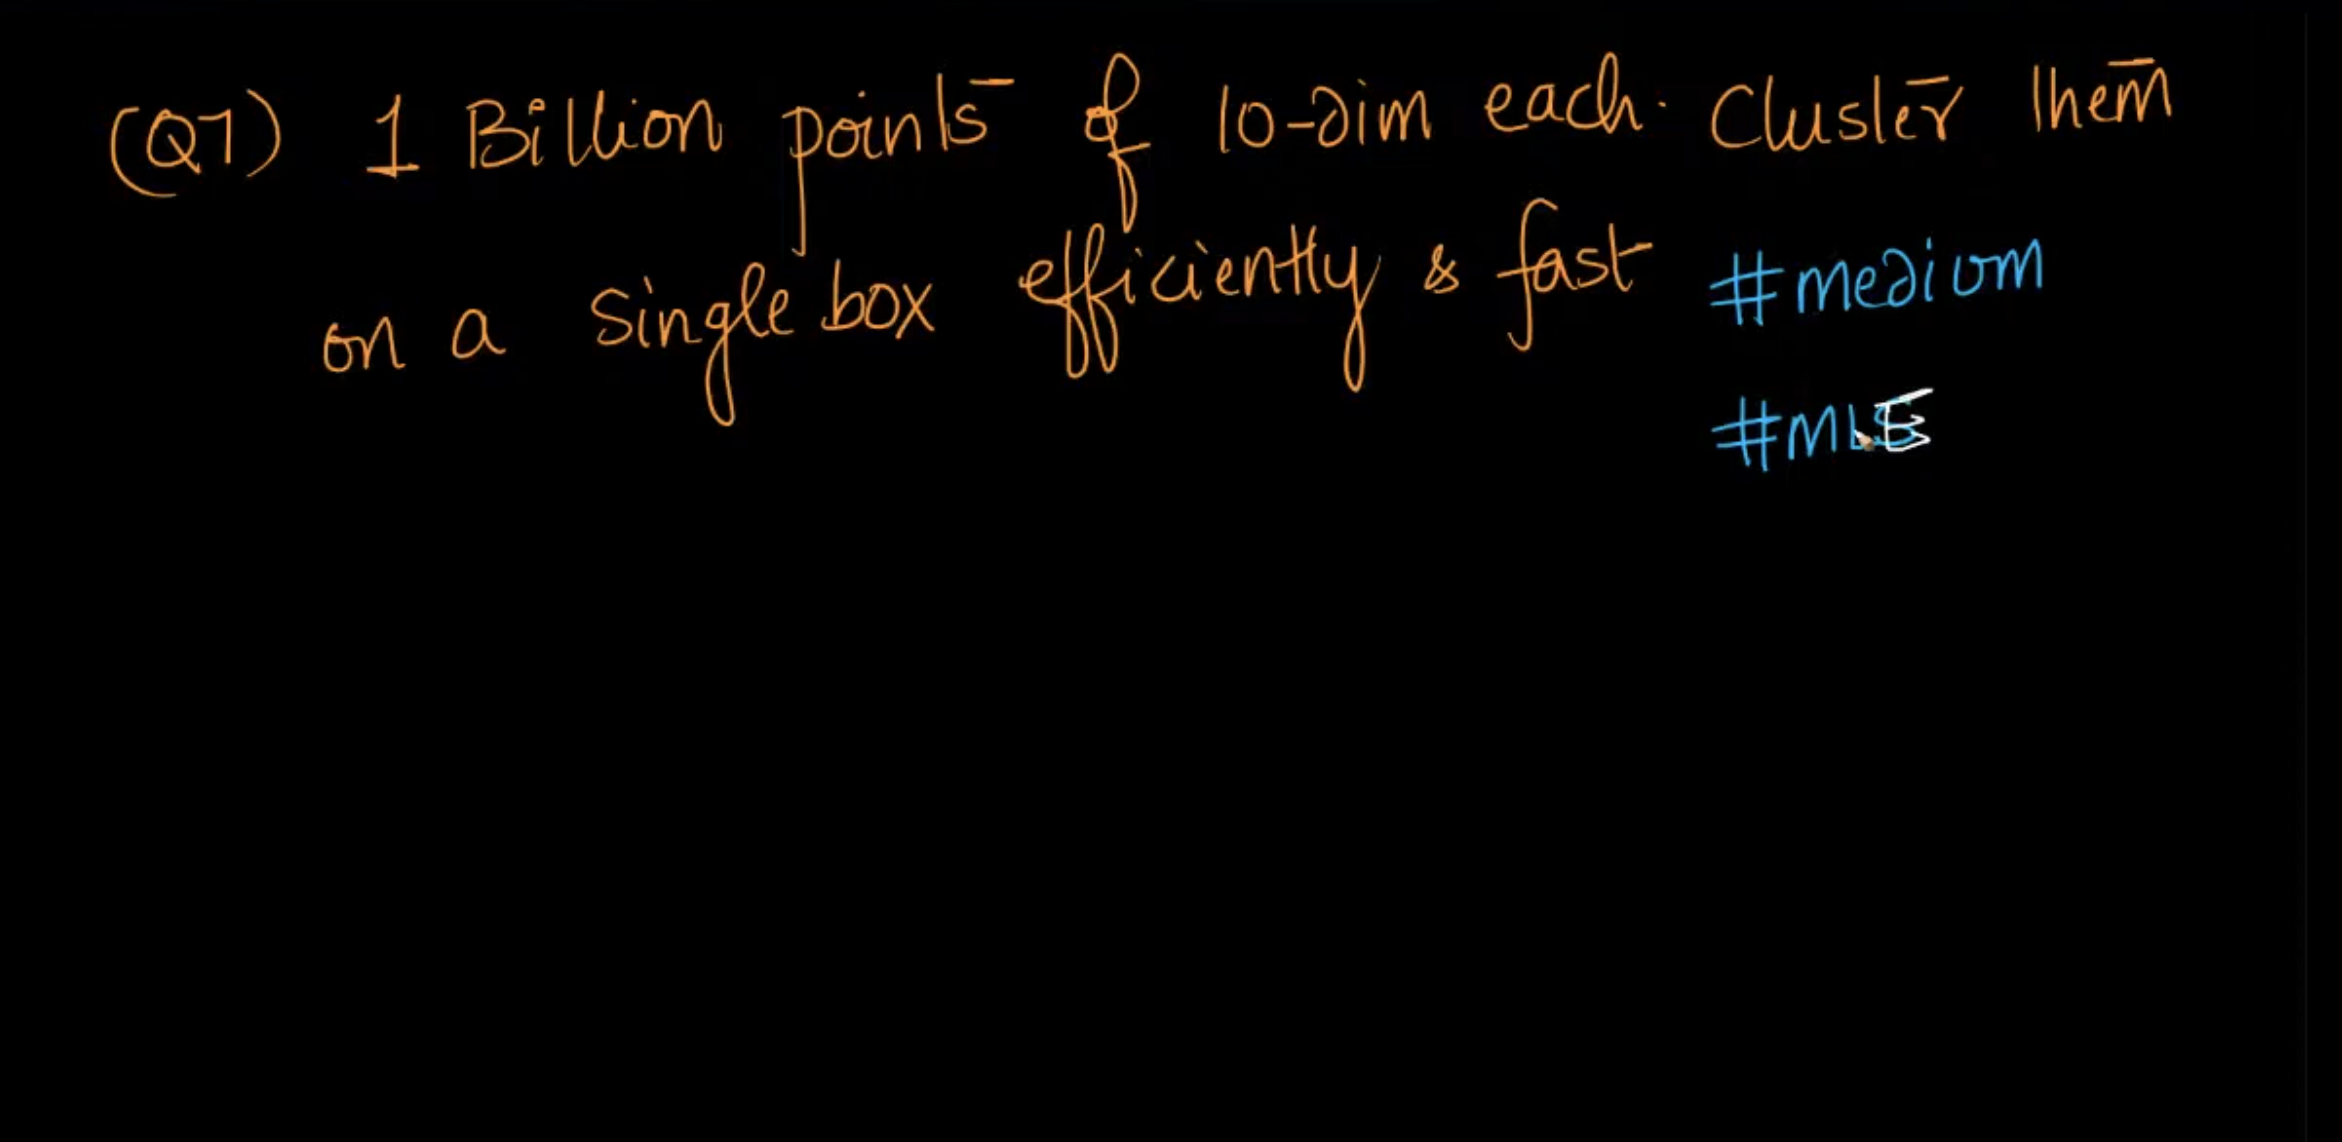 (Q7) 1 Billion points of 10-dim each. Cluster them
on a single box efficiently & fast #medium
#MLE